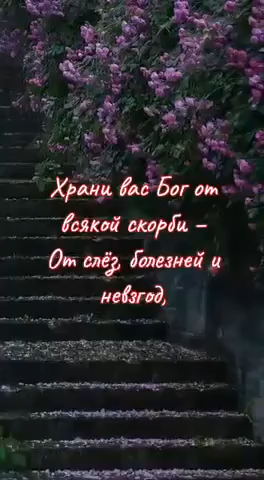 Храни вас Бог от
всякой скорби –
От слёз, болезней и
невзгод,